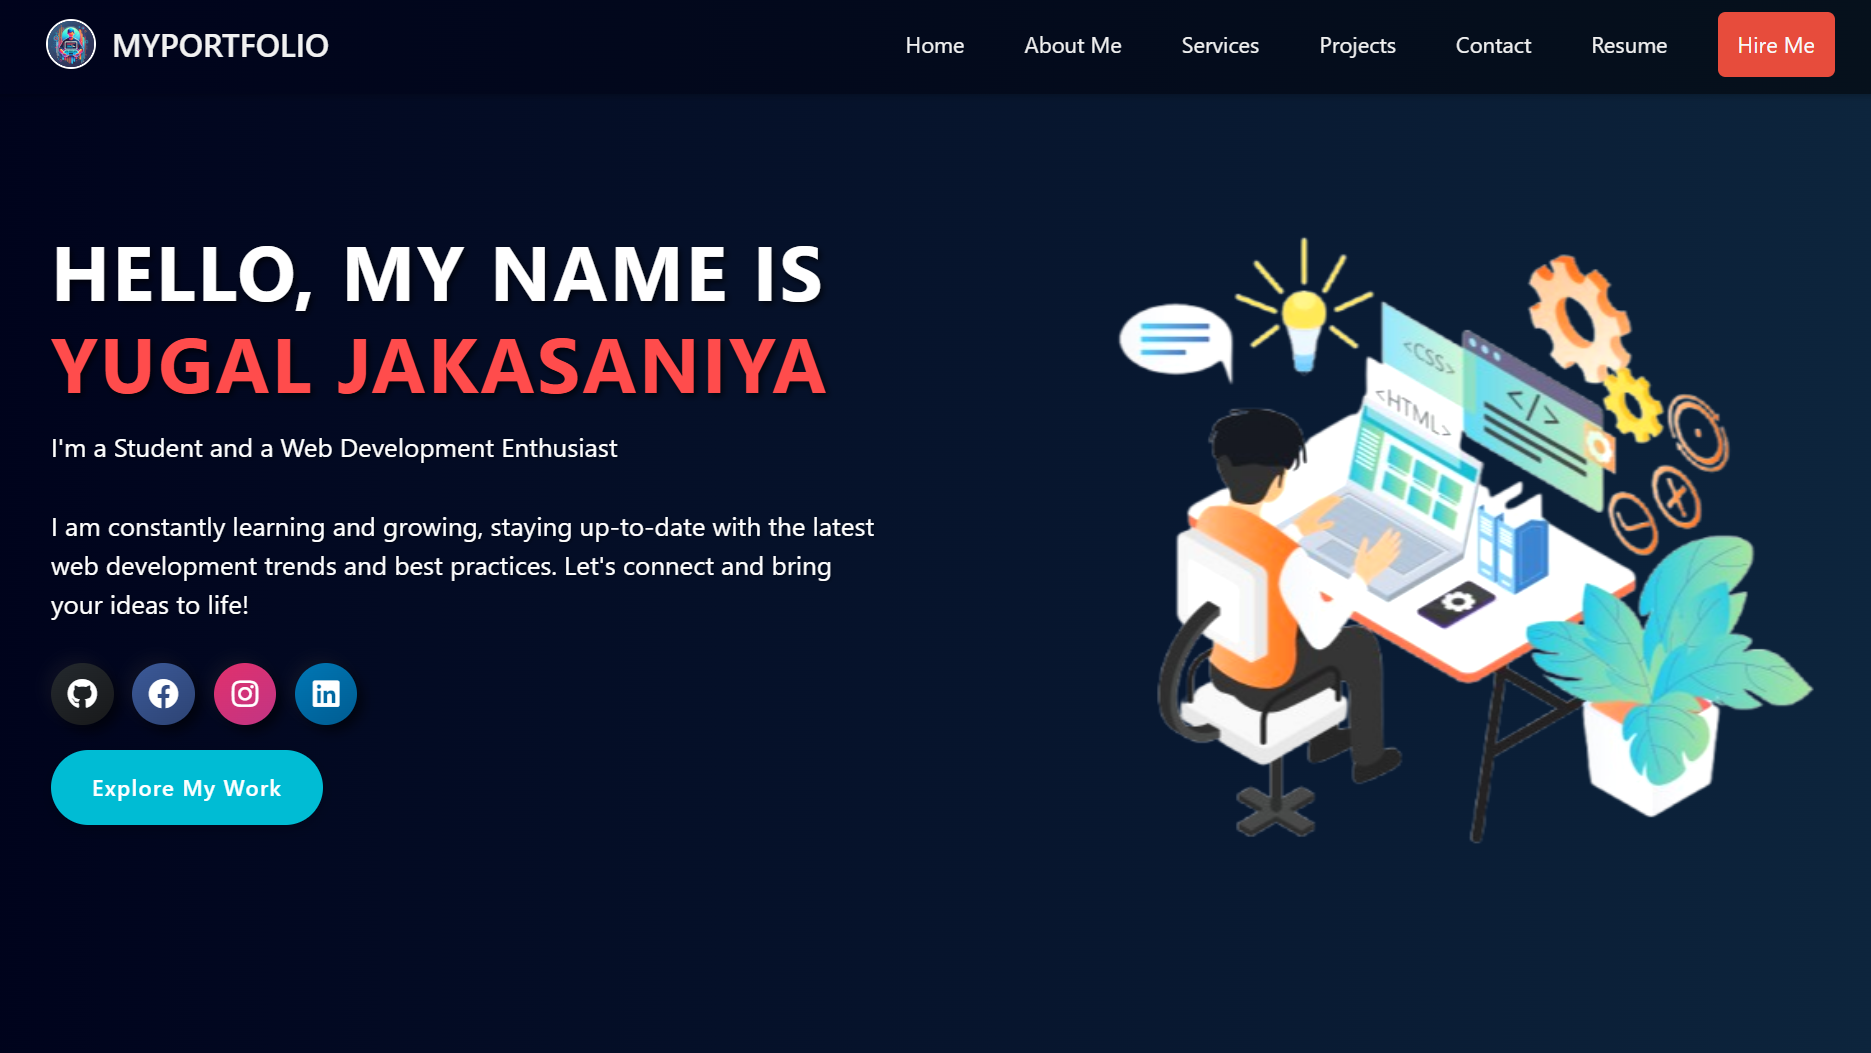 MYPORTFOLIO
Home
About Me
Services
Projects
Contact
Resume
Hire Me
HELLO, MY NAME IS
YUGAL JAKASANIYA
I'm a Student and a Web Development Enthusiast
I am constantly learning and growing, staying up-to-date with the latest
web development trends and best practices. Let's connect and bring
your ideas to life!
Explore My Work
<CSS>
<HTML>
</>